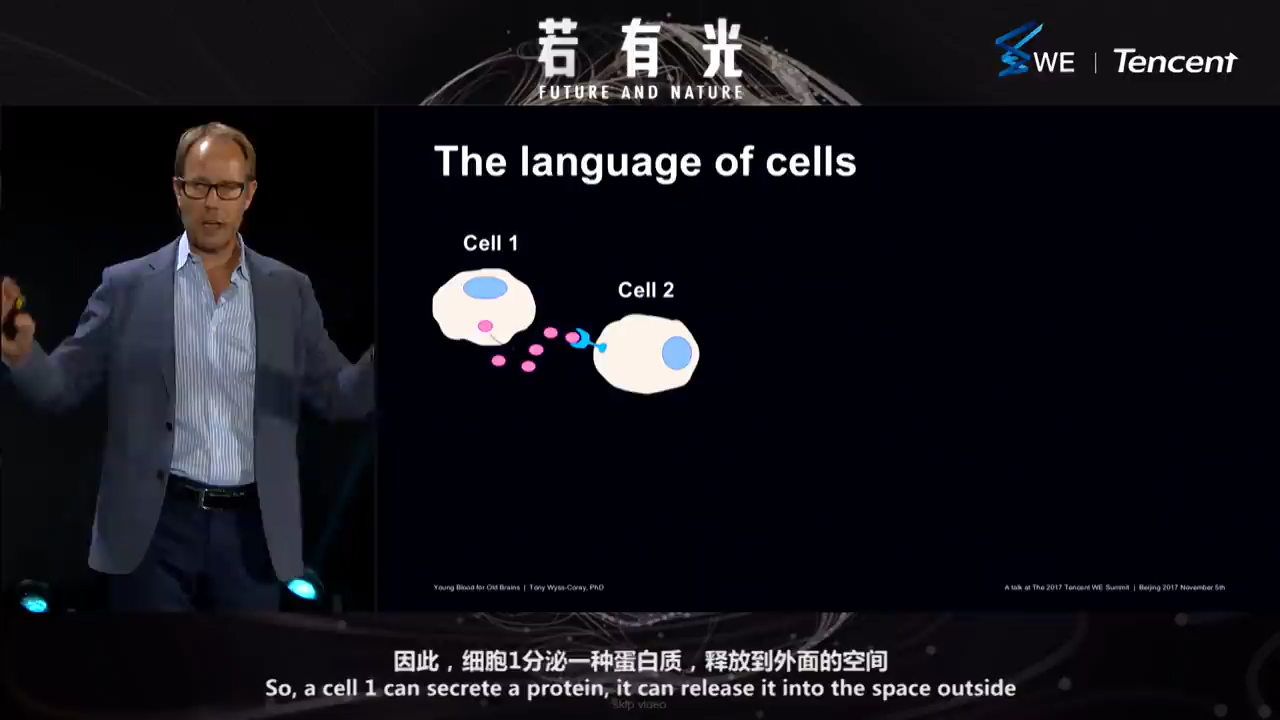 若有光
FUTURE AND NATURE
WE | Tencent
The language of cells
Cell 1
Cell 2
Young Blood for Old Brains | Tony Wyss-Coray, PhD
A talk at The 2017 Tencent WE Summit | Beijing 2017 November 5th
因此，细胞1分泌一种蛋白质，释放到外面的空间
So, a cell 1 can secrete a protein, it can release it into the space outside
skip video